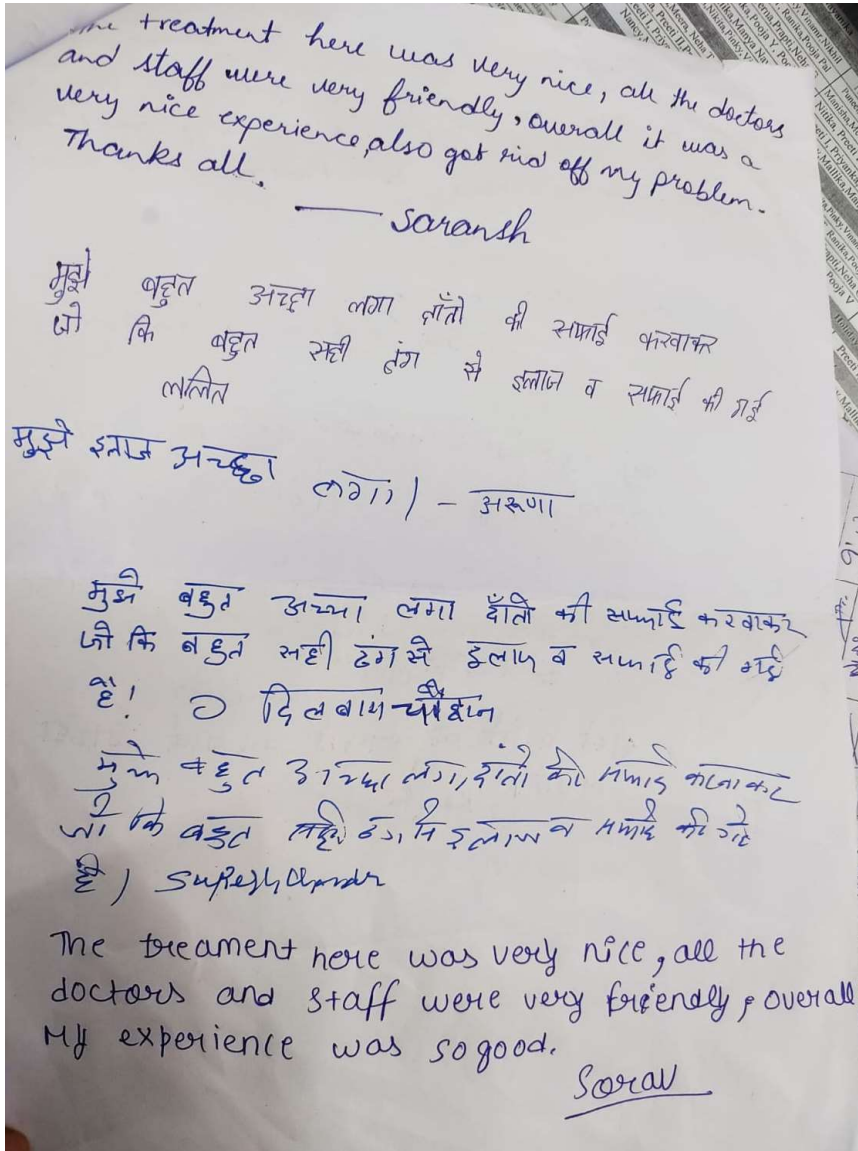 The treatment here was very nice, all the doctors
and staff were very friendly, overall it was a
very nice experience, also got rid off my problem.
Thanks all.
— Saransh
मुझे बहुत अच्छा लगा दाँतो की सफाई करवाकर
जो कि बहुत सही ढंग से इलाज व सफाई की गई
ललित
मुझे इलाज अच्छा लगा। - अरूणा
मुझे बहुत अच्छा लगा दाँतो की सफाई करवाकर
जो कि बहुत सही ढंग से इलाज व सफाई की गई
है! दिलबाग चौहान
मुझे बहुत अच्छा लगा दांतो की सफाई करवाकर
जो कि बहुत सही ढंग से इलाज व सफाई की गई
है।
The treament here was very nice, all the
doctors and staff were very friendly, overall
My experience was so good.
Sorav